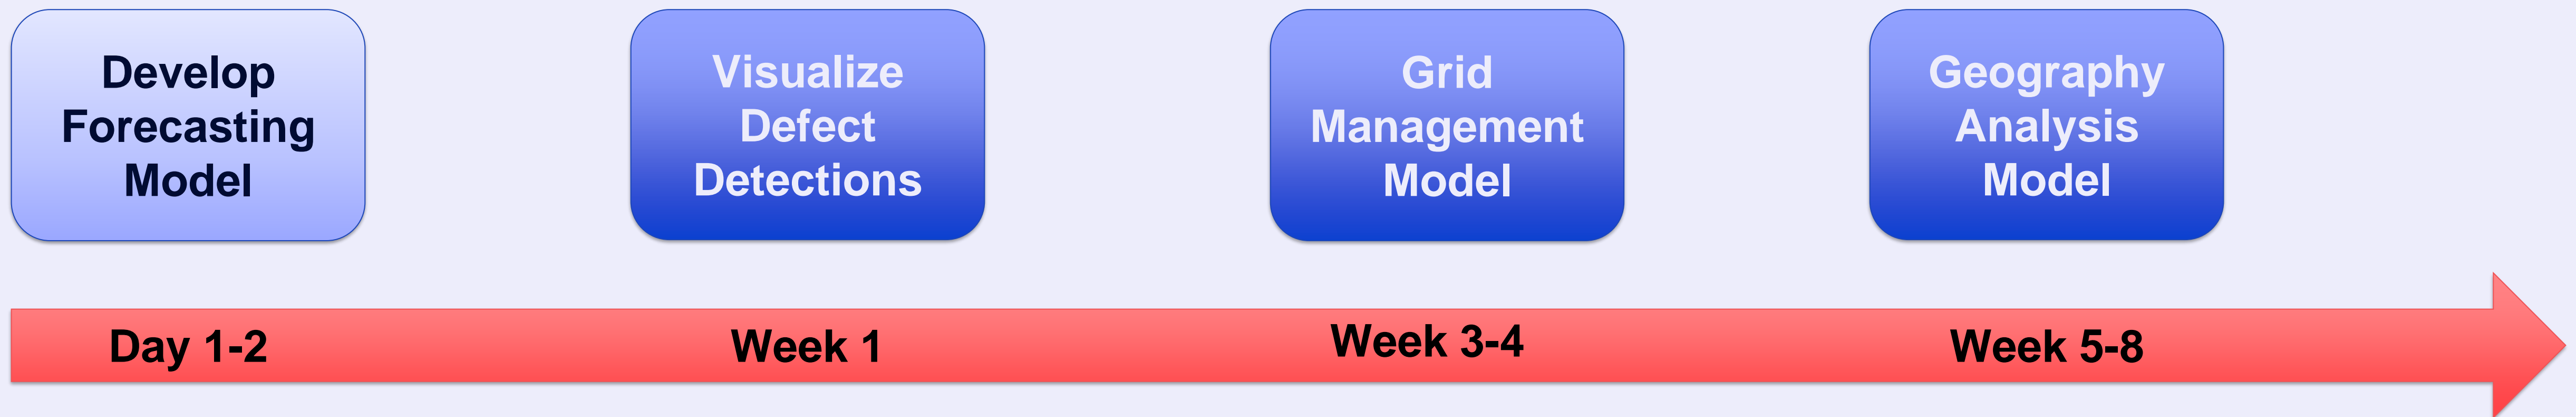 Develop
Forecasting
Model
Visualize
Defect
Detections
Grid
Management
Model
Geography
Analysis
Model
Day 1-2
Week 1
Week 3-4
Week 5-8